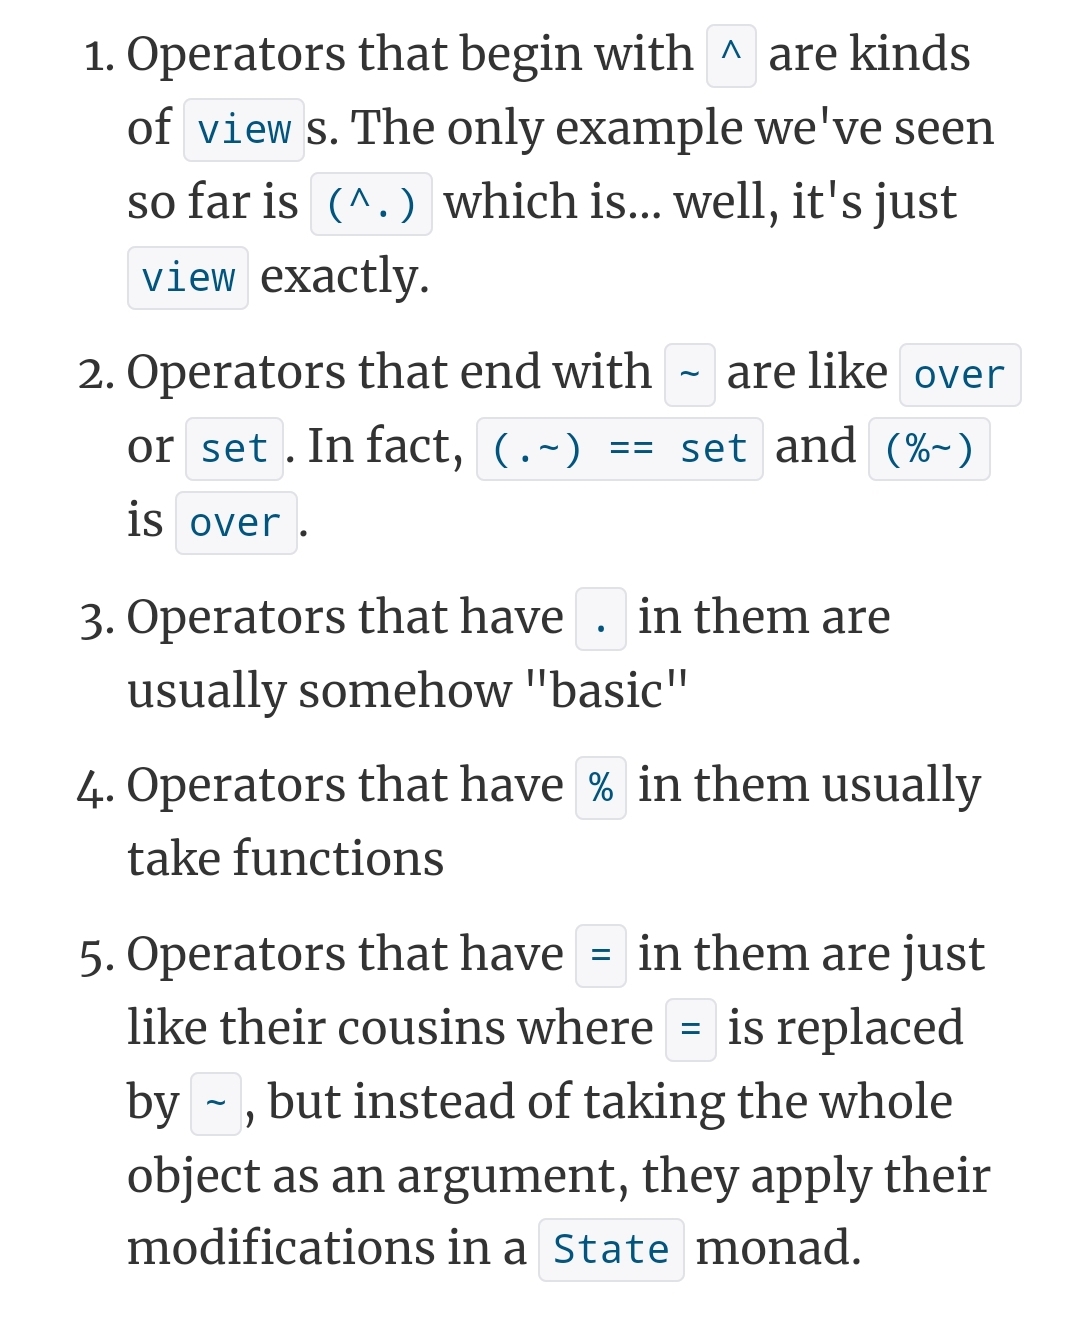 1. Operators that begin with ^ are kinds
of views. The only example we've seen
so far is (^.) which is... well, it's just
view exactly.
2. Operators that end with ~ are like over
or set. In fact, (.~) == set and (%~)
is over.
3. Operators that have . in them are
usually somehow "basic"
4. Operators that have % in them usually
take functions
5. Operators that have = in them are just
like their cousins where = is replaced
by ~, but instead of taking the whole
object as an argument, they apply their
modifications in a State monad.